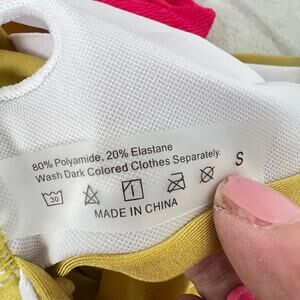 80% Polyamide, 20% Elastane
Wash Dark Colored Clothes Separately.
S
30
MADE IN CHINA